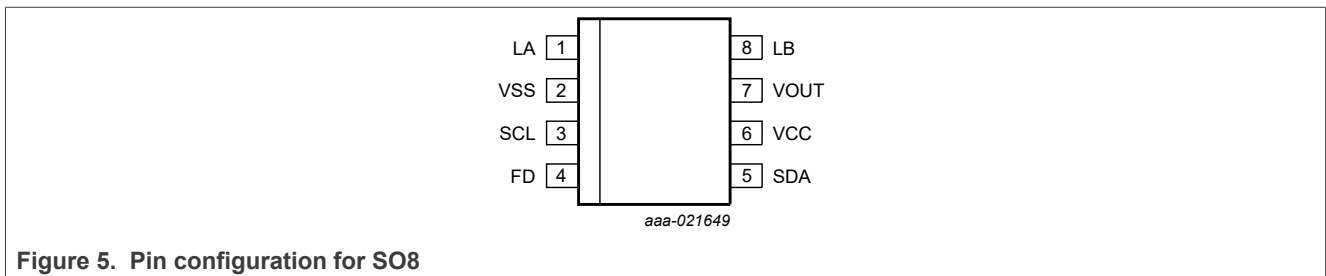 LA 1 8 LB
VSS 2 7 VOUT
SCL 3 6 VCC
FD 4 5 SDA
aaa-021649
Figure 5. Pin configuration for SO8